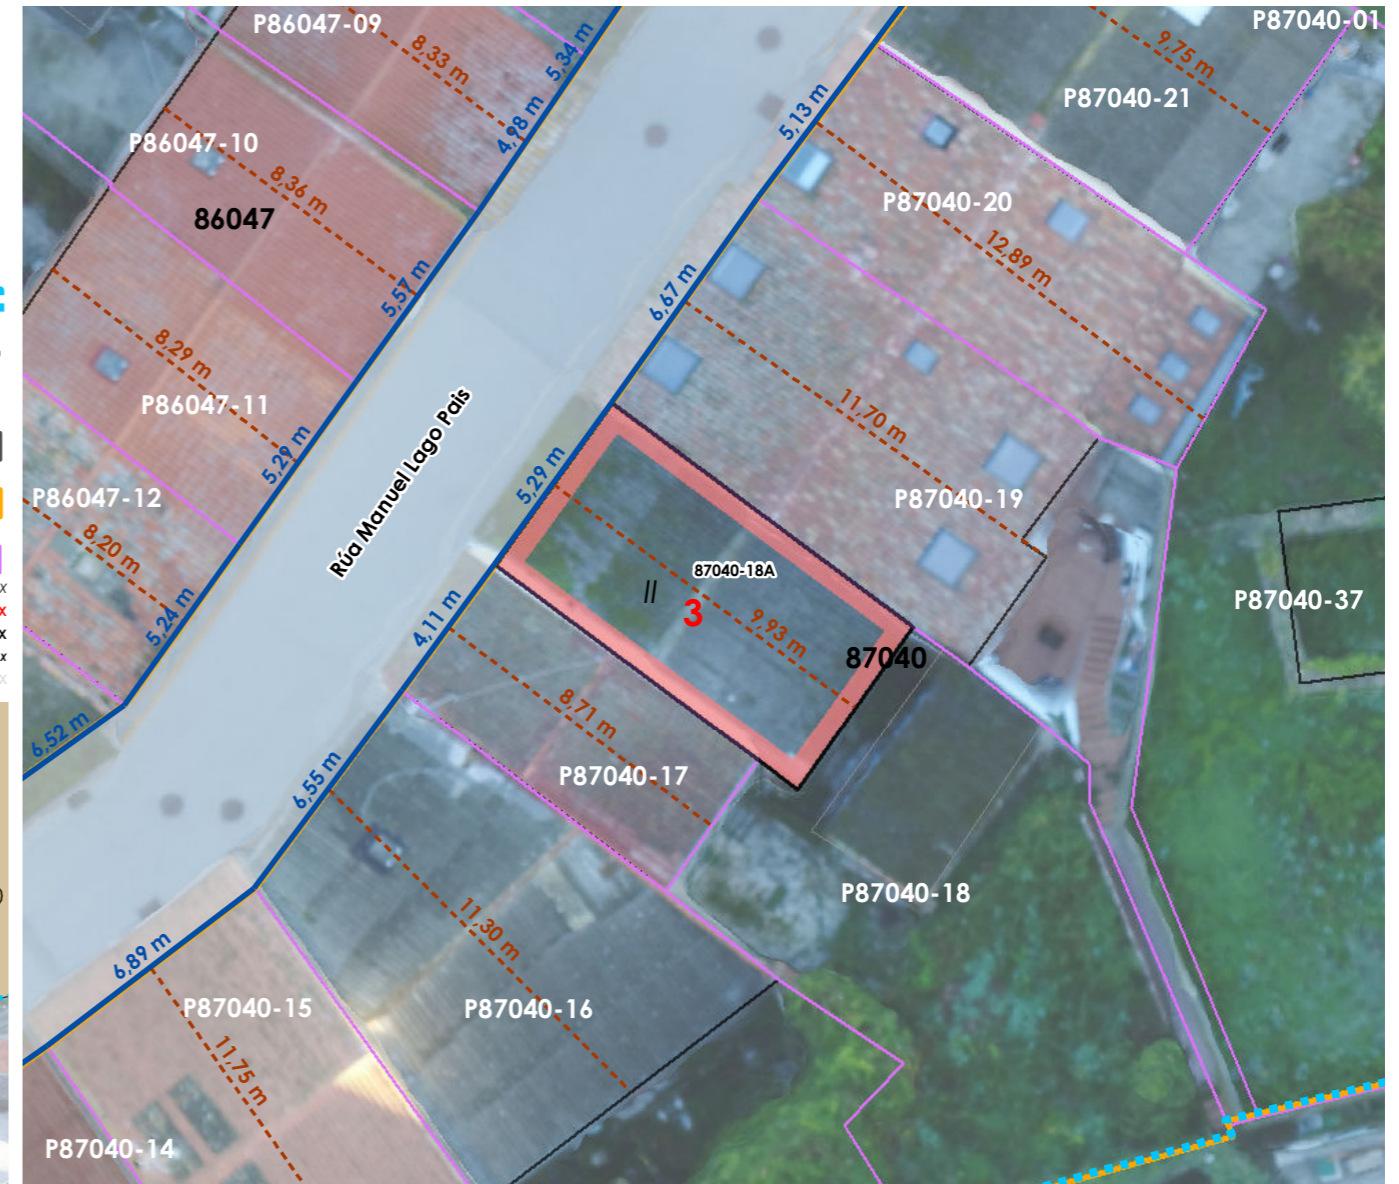 P86047-09
P87040-01
8,33 m
5,34 m
9,75 m
P87040-21
4,98 m
5,13 m
P86047-10
8,36 m
P87040-20
86047
12,89 m
5,57 m
6,67 m
8,29 m
P86047-11
11,70 m
5,29 m
Rúa Manuel Lago Pais
5,29 m
P86047-12
P87040-19
8,20 m
87040-18A
II
3
9,93 m
P87040-37
5,24 m
4,11 m
87040
6,52 m
8,71 m
P87040-17
6,55 m
P87040-18
11,30 m
6,89 m
P87040-15
P87040-16
11,75 m
P87040-14
x
x
x
x
x
)